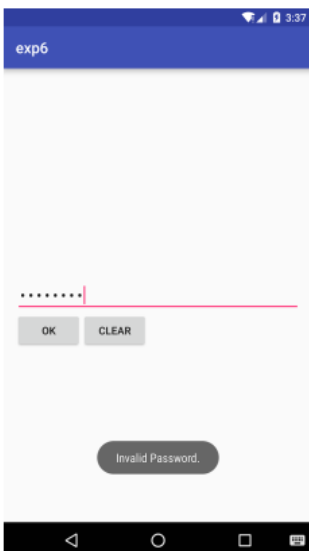 3:37
exp6
••••••••
OK
CLEAR
Invalid Password.